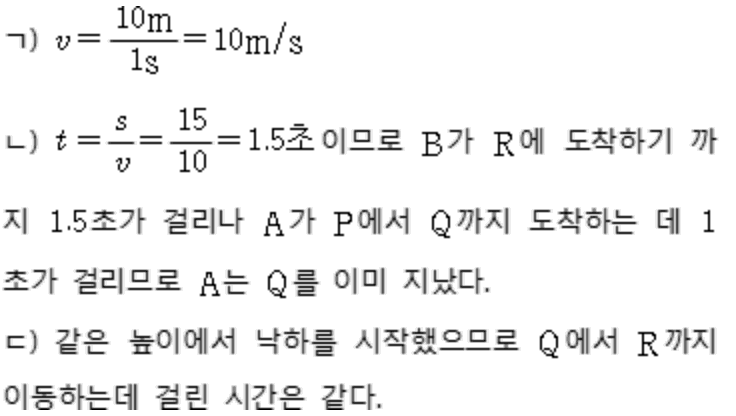 ㄱ) v = 10m/1s = 10m/s
ㄴ) t = s/v = 15/10 = 1.5초 이므로 B가 R에 도착하기 까
지 1.5초가 걸리나 A가 P에서 Q까지 도착하는 데 1
초가 걸리므로 A는 Q를 이미 지났다.
ㄷ) 같은 높이에서 낙하를 시작했으므로 Q에서 R까지
이동하는데 걸린 시간은 같다.